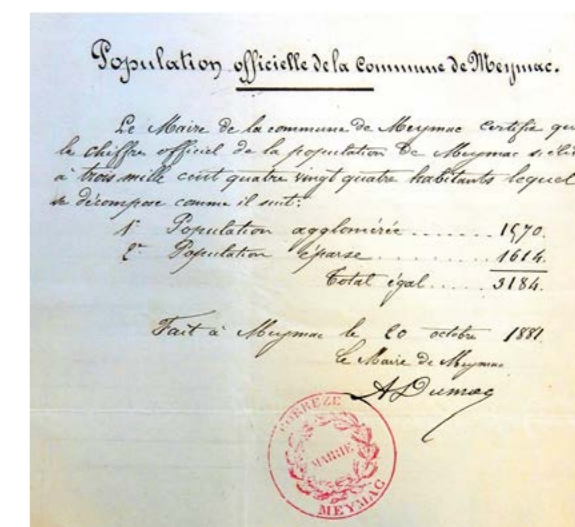 Population officielle de la Commune de Meymac.
Le Maire de la commune de Meymac certifie que
le chiffre officiel de la population de Meymac s'élè
à trois mille cent quatre vingt quatre habitants lequel
se décompose comme il suit:
1° Population agglomérée ........ 1570.
2° Population éparse ........ 1614.
Total égal ..... 3184.
Fait à Meymac le 20 octobre 1881.
Le Maire de Meymac
CORREZE
MAIRIE
MEYMAC